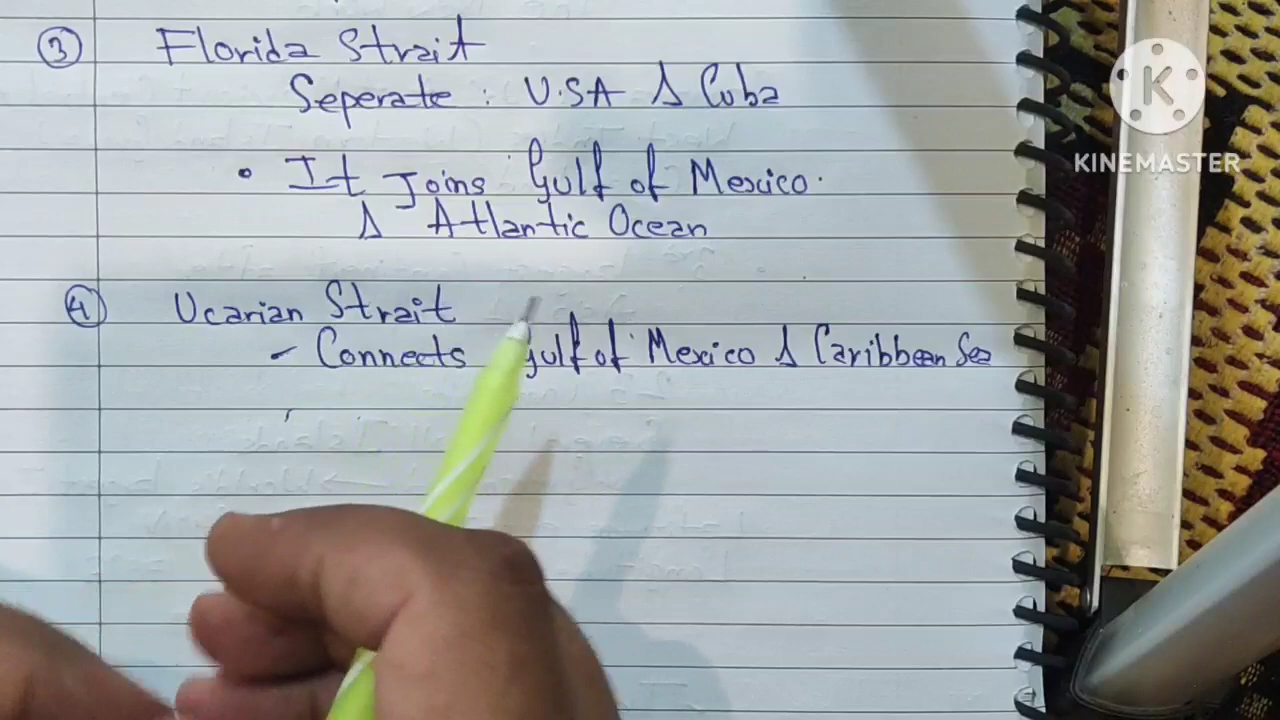 ③ Florida Strait
Seperate : U.S.A & Cuba
• It Joins Gulf of Mexico.
& Atlantic Ocean
④ Ucarian Strait
- Connects Gulf of Mexico & Caribbean Sea
KINEMASTER